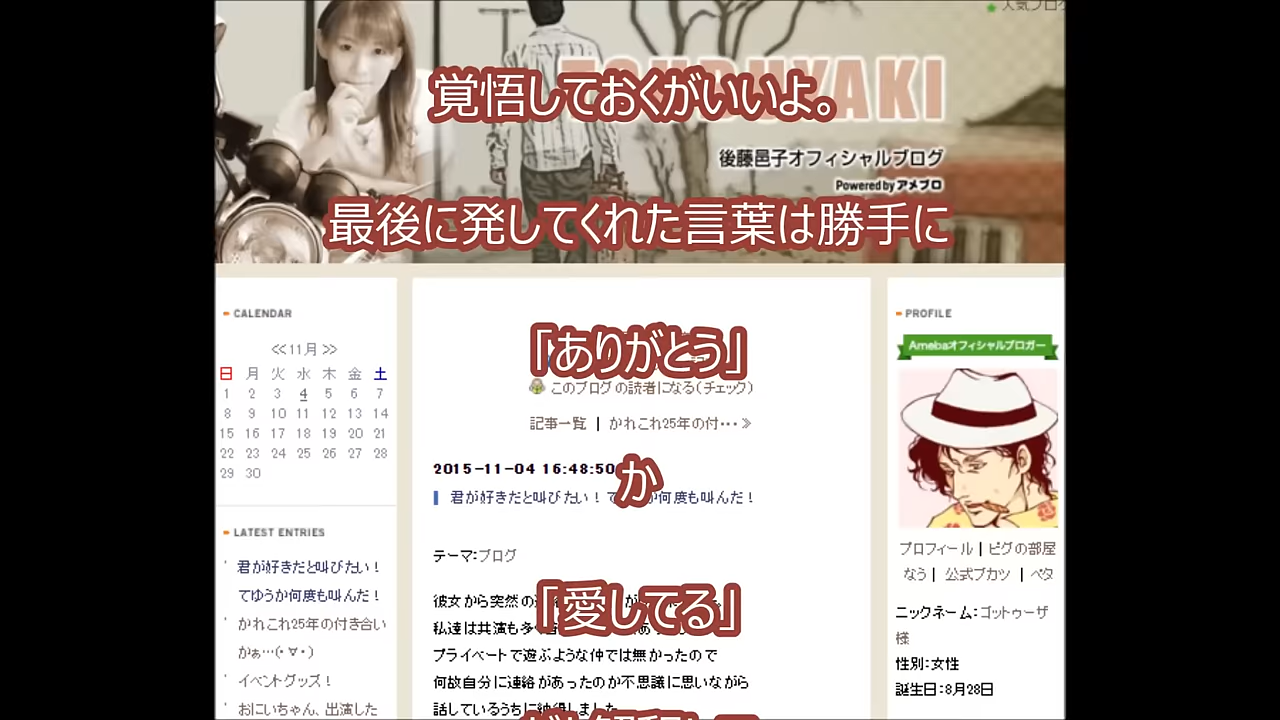 人気ブログ
覚悟しておくがいいよ。
後藤邑子オフィシャルブログ
Powered by アメブロ
最後に発してくれた言葉は勝手に
「ありがとう」
か
「愛してる」
CALENDAR
<<11月>>
日 月 火 水 木 金 土
1 2 3 4 5 6 7
8 9 10 11 12 13 14
15 16 17 18 19 20 21
22 23 24 25 26 27 28
29 30
LATEST ENTRIES
君が好きだと叫びたい!
てゆうか何度も叫んだ!
かれこれ25年の付き合い
かぁ…(・∀・)
イベントグッズ!
おにいちゃん、出演した
このブログの読者になる(チェック)
記事一覧 | かれこれ25年の付・・・≫
2015-11-04 16:48:50
君が好きだと叫びたい!て か何度も叫んだ!
テーマ:ブログ
彼女から突然の
私達は共演も多く
プライベートで遊ぶような仲では無かったので
何故自分に連絡があったのか不思議に思いながら
話しているうちに納得しました
PROFILE
Amebaオフィシャルブロガー
プロフィール | ピグの部屋
なう | 公式ブカツ | ペタ
ニックネーム:ゴットゥーザ
様
性別:女性
誕生日:8月28日